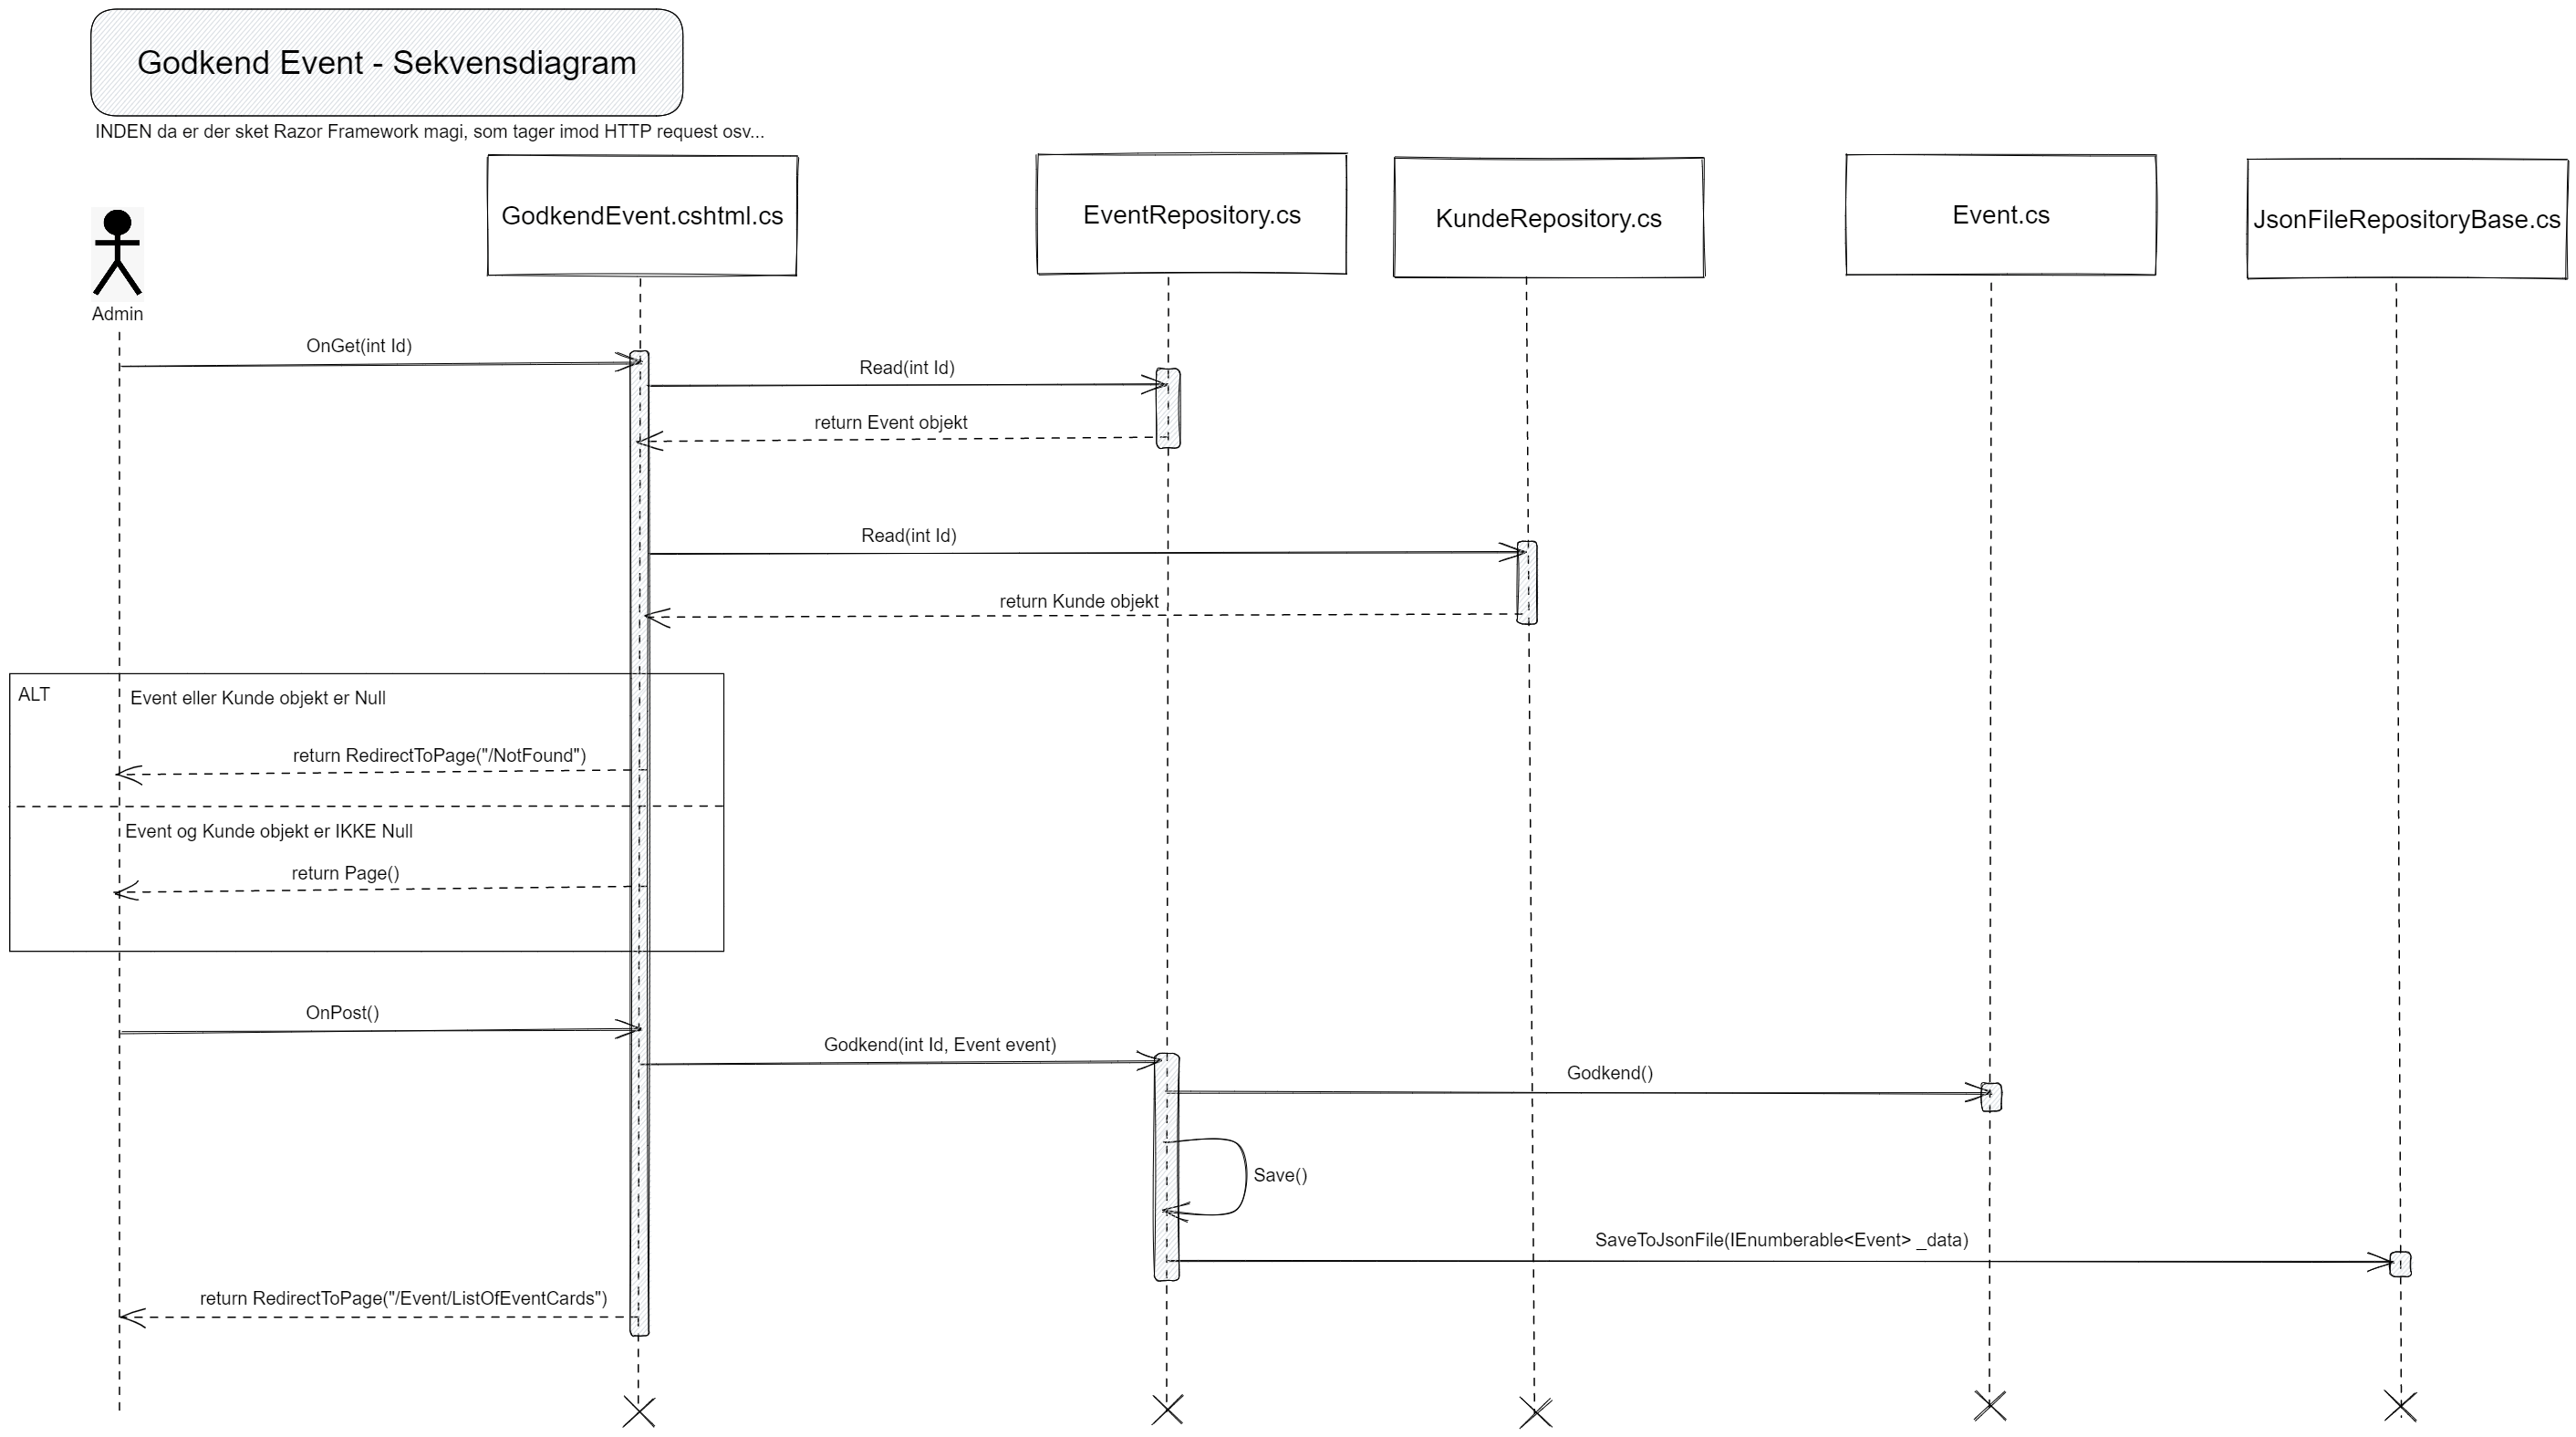 Godkend Event - Sekvensdiagram
INDEN da er der sket Razor Framework magi, som tager imod HTTP request osv...
GodkendEvent.cshtml.cs
EventRepository.cs
KundeRepository.cs
Event.cs
JsonFileRepositoryBase.cs
Admin
OnGet(int Id)
Read(int Id)
return Event objekt
Read(int Id)
return Kunde objekt
ALT
Event eller Kunde objekt er Null
return RedirectToPage("/NotFound")
Event og Kunde objekt er IKKE Null
return Page()
OnPost()
Godkend(int Id, Event event)
Godkend()
Save()
SaveToJsonFile(IEnumberable<Event> _data)
return RedirectToPage("/Event/ListOfEventCards")